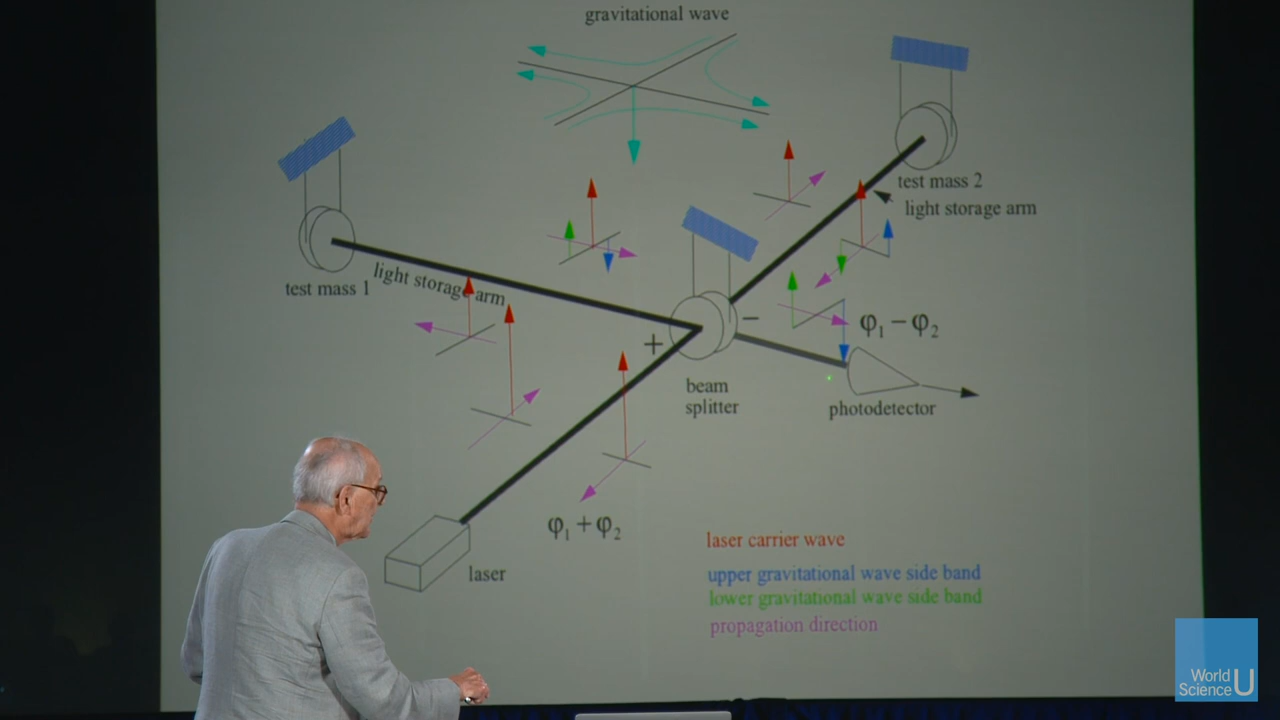 gravitational wave
test mass 2
light storage arm
test mass 1
light storage arm
−
φ₁ − φ₂
+
beam
splitter
photodetector
φ₁ + φ₂
laser
laser carrier wave
upper gravitational wave side band
lower gravitational wave side band
propagation direction
World
Science U